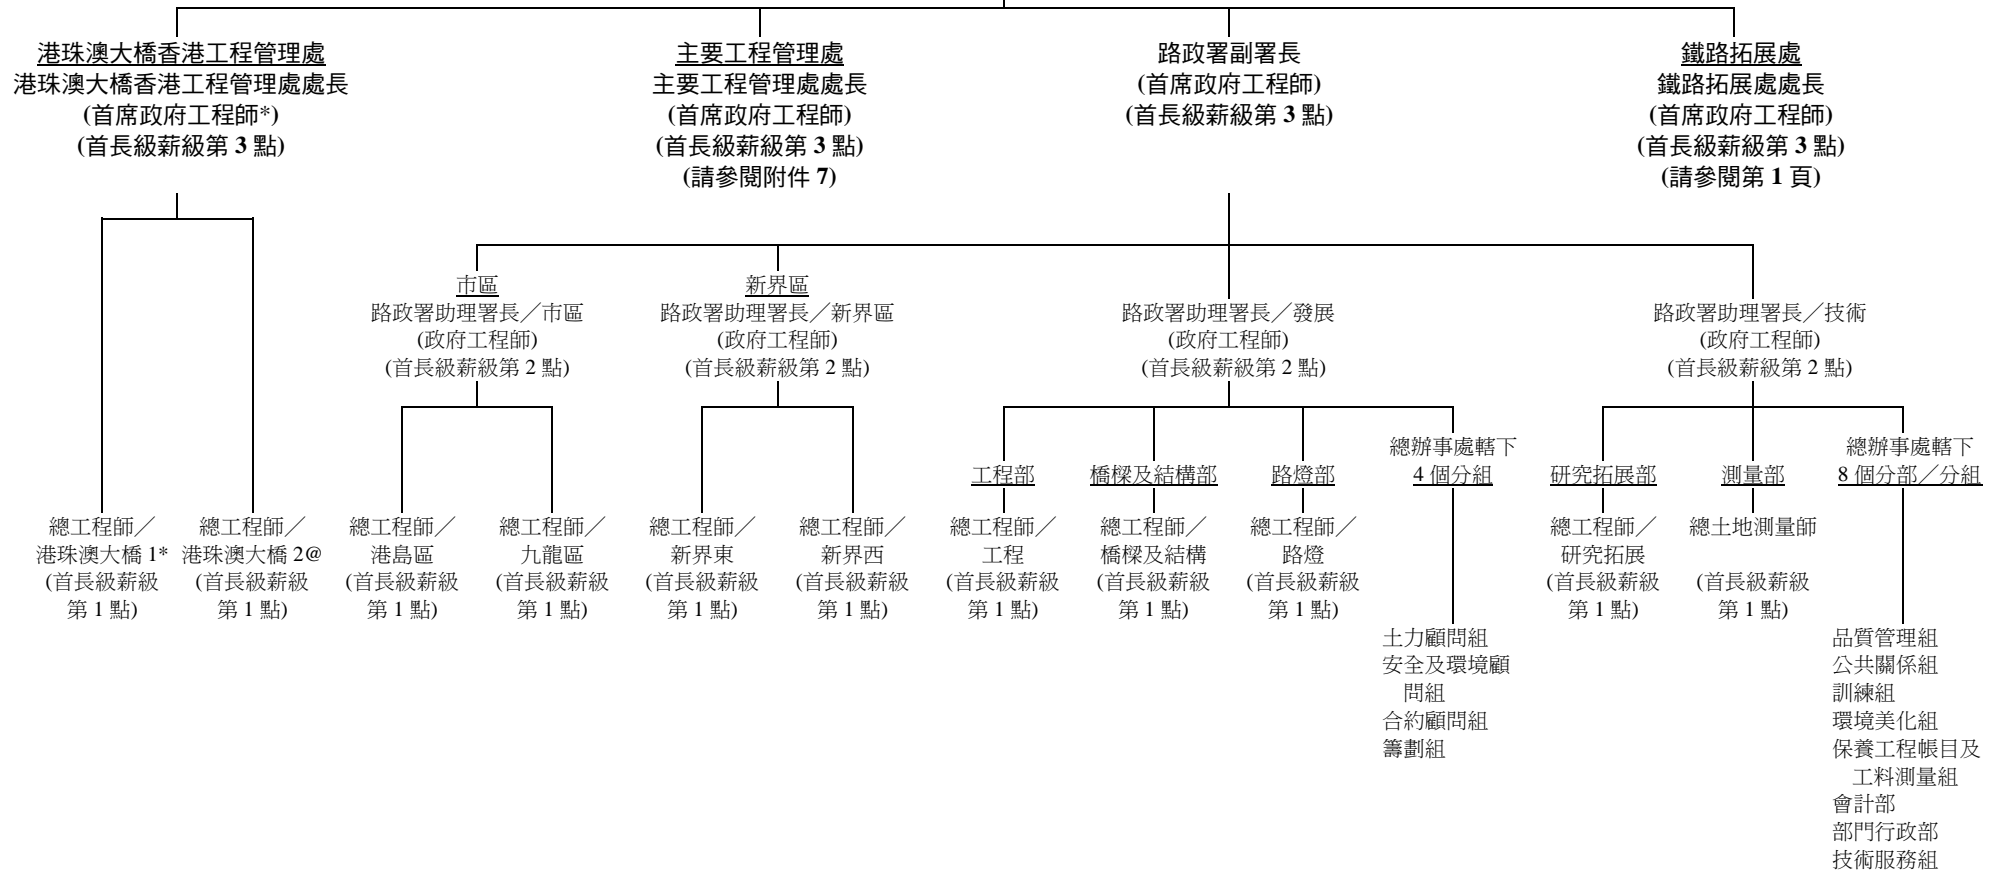 港珠澳大橋香港工程管理處
港珠澳大橋香港工程管理處處長
(首席政府工程師*)
(首長級薪級第 3 點)
主要工程管理處
主要工程管理處處長
(首席政府工程師)
(首長級薪級第 3 點)
(請參閱附件 7)
路政署副署長
(首席政府工程師)
(首長級薪級第 3 點)
鐵路拓展處
鐵路拓展處處長
(首席政府工程師)
(首長級薪級第 3 點)
(請參閱第 1 頁)
市區
路政署助理署長／市區
(政府工程師)
(首長級薪級第 2 點)
新界區
路政署助理署長／新界區
(政府工程師)
(首長級薪級第 2 點)
路政署助理署長／發展
(政府工程師)
(首長級薪級第 2 點)
路政署助理署長／技術
(政府工程師)
(首長級薪級第 2 點)
總工程師／
港珠澳大橋 1*
(首長級薪級
第 1 點)
總工程師／
港珠澳大橋 2@
(首長級薪級
第 1 點)
總工程師／
港島區
(首長級薪級
第 1 點)
總工程師／
九龍區
(首長級薪級
第 1 點)
總工程師／
新界東
(首長級薪級
第 1 點)
總工程師／
新界西
(首長級薪級
第 1 點)
工程部
總工程師／
工程
(首長級薪級
第 1 點)
橋樑及結構部
總工程師／
橋樑及結構
(首長級薪級
第 1 點)
路燈部
總工程師／
路燈
(首長級薪級
第 1 點)
總辦事處轄下
4 個分組
土力顧問組
安全及環境顧
問組
合約顧問組
籌劃組
研究拓展部
總工程師／
研究拓展
(首長級薪級
第 1 點)
測量部
總土地測量師
(首長級薪級
第 1 點)
總辦事處轄下
8 個分部／分組
品質管理組
公共關係組
訓練組
環境美化組
保養工程帳目及
工料測量組
會計部
部門行政部
技術服務組